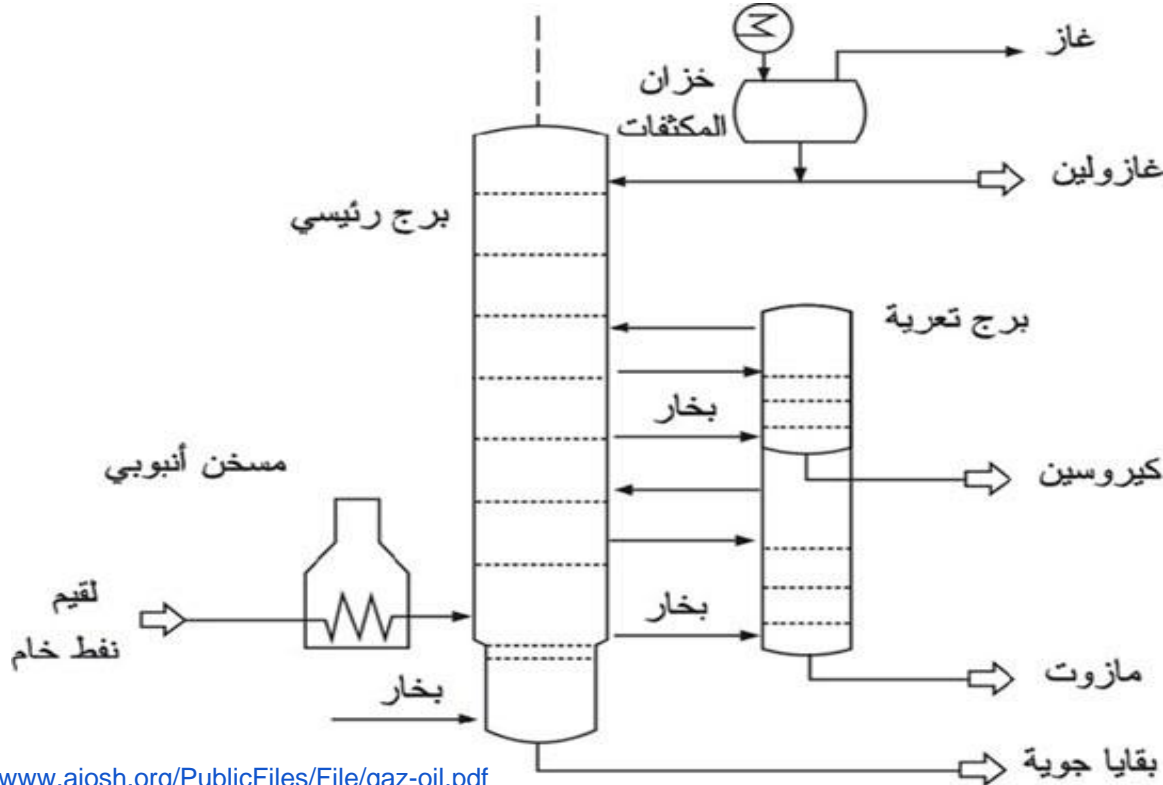 غاز
خزان
المكثفات
غازولين
برج رئيسي
برج تعرية
بخار
مسخن أنبوبي
كيروسين
لقيم
نفط خام
بخار
مازوت
بخار
بقايا جوية
www.aiosh.org/PublicFiles/File/gaz-oil.pdf